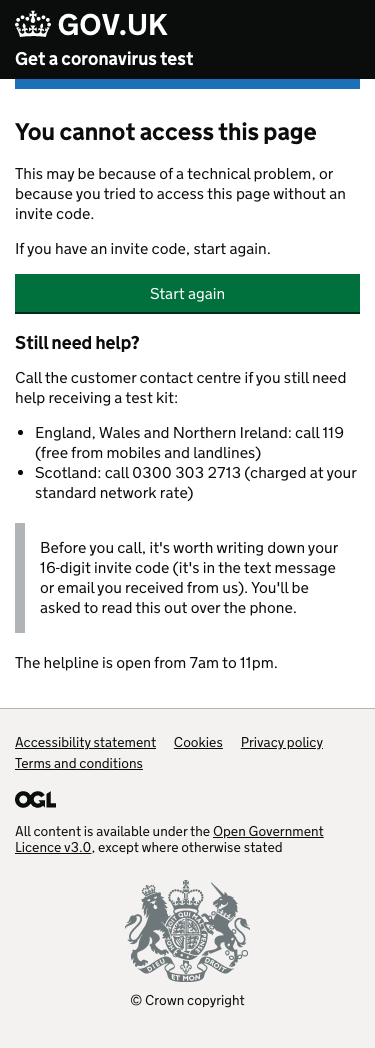 GOV.UK
Get a coronavirus test
You cannot access this page
This may be because of a technical problem, or
because you tried to access this page without an
invite code.
If you have an invite code, start again.
Start again
Still need help?
Call the customer contact centre if you still need
help receiving a test kit:
• England, Wales and Northern Ireland: call 119
(free from mobiles and landlines)
• Scotland: call 0300 303 2713 (charged at your
standard network rate)
Before you call, it's worth writing down your
16-digit invite code (it's in the text message
or email you received from us). You'll be
asked to read this out over the phone.
The helpline is open from 7am to 11pm.
Accessibility statement Cookies Privacy policy
Terms and conditions
OGL
All content is available under the Open Government
Licence v3.0, except where otherwise stated
DIEU ET MON DROIT
© Crown copyright